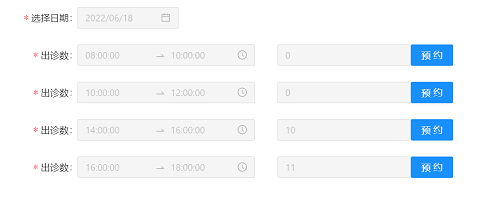 * 选择日期: 2022/06/18
* 出诊数: 08:00:00 → 10:00:00 0 预 约
* 出诊数: 10:00:00 → 12:00:00 0 预 约
* 出诊数: 14:00:00 → 16:00:00 10 预 约
* 出诊数: 16:00:00 → 18:00:00 11 预 约